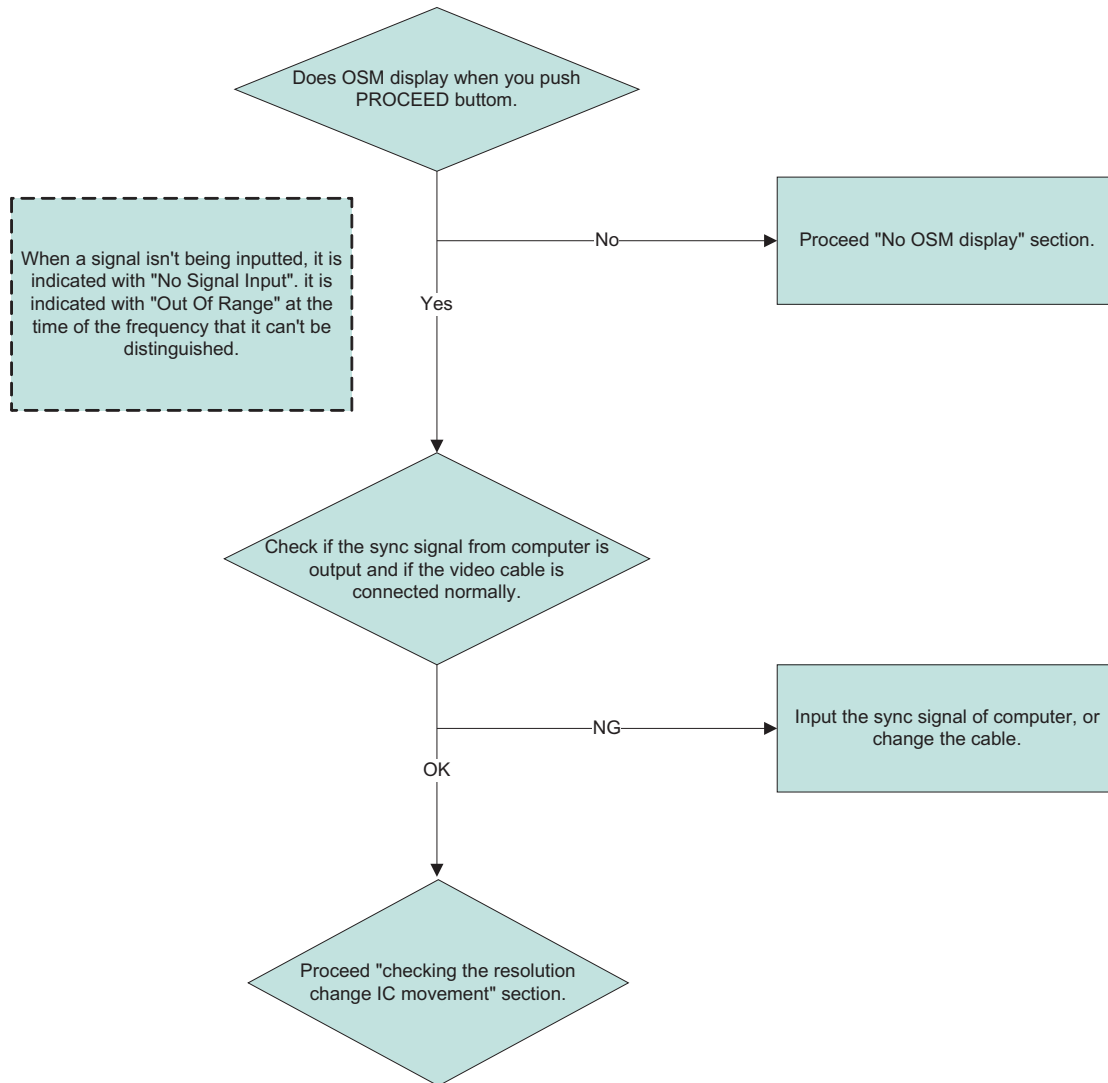 Does OSM display when you push
PROCEED buttom.
When a signal isn't being inputted, it is
indicated with "No Signal Input". it is
indicated with "Out Of Range" at the
time of the frequency that it can't be
distinguished.
No
Proceed "No OSM display" section.
Yes
Check if the sync signal from computer is
output and if the video cable is
connected normally.
NG
Input the sync signal of computer, or
change the cable.
OK
Proceed "checking the resolution
change IC movement" section.